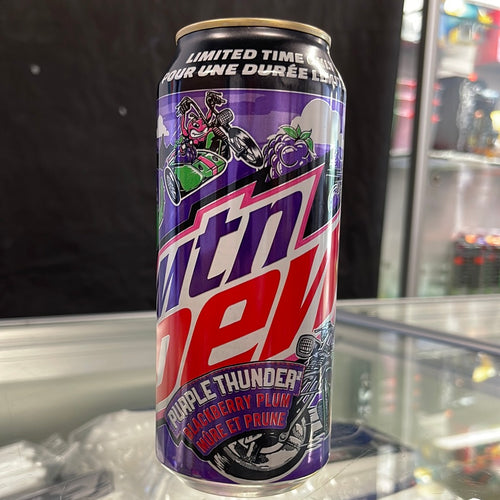 LIMITED TIME
POUR UNE DURÉE
mtn
DEW
PURPLE THUNDER
BLACKBERRY PLUM
MÛRE ET PRUNE